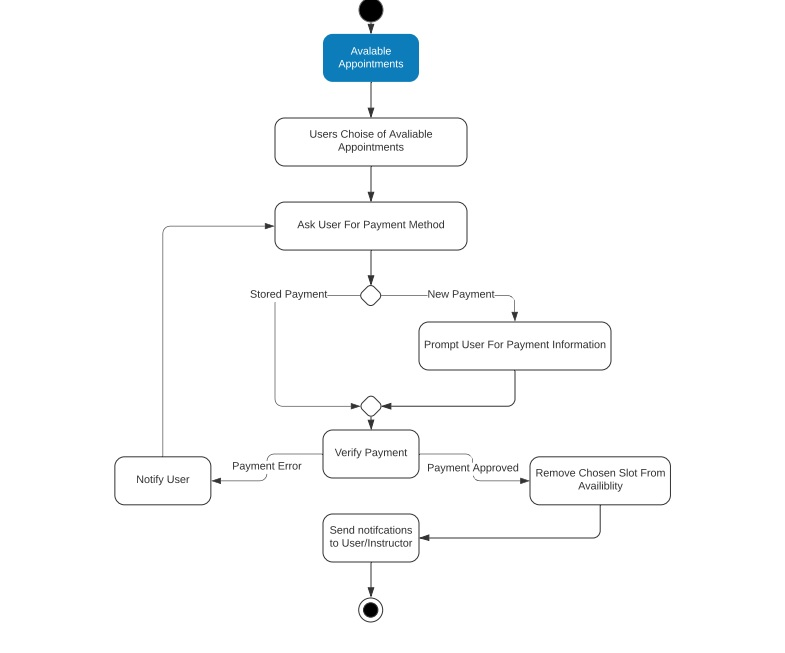 Avalable
Appointments
Users Choise of Avaliable
Appointments
Ask User For Payment Method
Stored Payment
New Payment
Prompt User For Payment Information
Verify Payment
Payment Error
Payment Approved
Notify User
Remove Chosen Slot From
Availiblity
Send notifcations
to User/Instructor